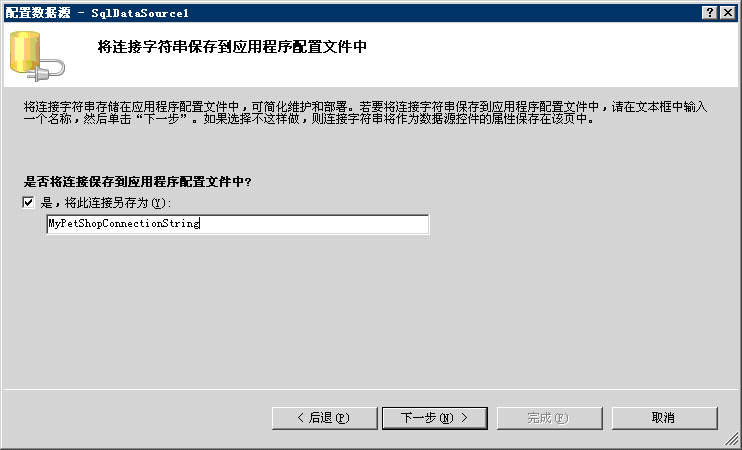 配置数据源 - SqlDataSource1
将连接字符串保存到应用程序配置文件中
将连接字符串存储在应用程序配置文件中，可简化维护和部署。若要将连接字符串保存到应用程序配置文件中，请在文本框中输入
一个名称，然后单击“下一步”。如果选择不这样做，则连接字符串将作为数据源控件的属性保存在该页中。
是否将连接保存到应用程序配置文件中?
是，将此连接另存为(Y):
MyPetShopConnectionString
< 后退(P) 下一步(N) > 完成(F) 取消